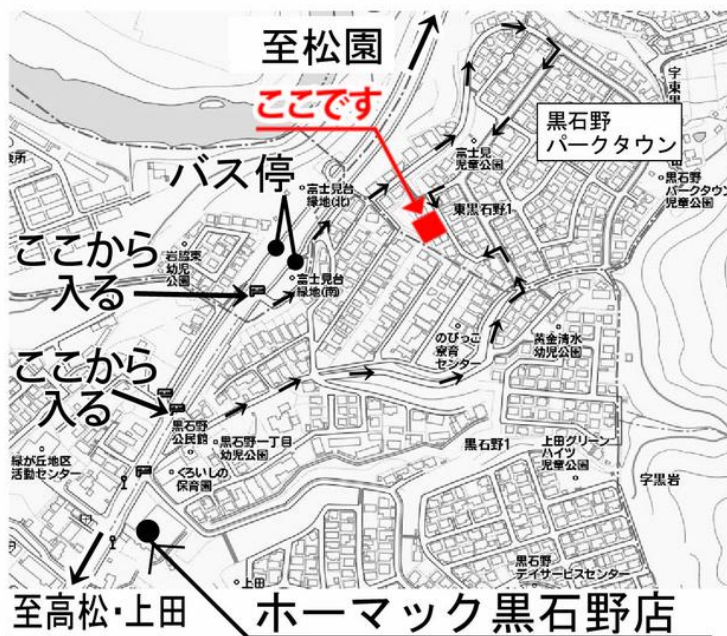 至松園
ここです
黒石野
パークタウン
富士見
児童公園
バス停
富士見台
緑地(北)
東黒石野1
黒石野
パークタウン
児童公園
ここから
入る
岩脇東
幼児
公園
富士見台
緑地(南)
のびっこ
療育
センター
黄金清水
幼児公園
ここから
入る
黒石野
公民館
黒石野一丁目
幼児公園
黒石野1
上田グリーン
ハイツ
児童公園
緑が丘地区
活動センター
くろいしの
保育園
字黒岩
黒石野
デイサービスセンター
上田
至高松・上田
ホーマック黒石野店